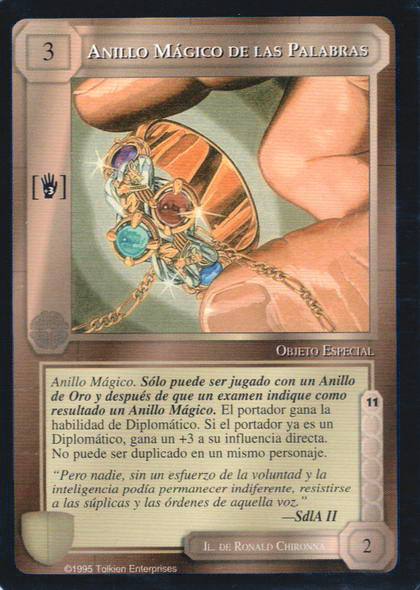 3
ANILLO MÁGICO DE LAS PALABRAS
[+3]
OBJETO ESPECIAL
Anillo Mágico. Sólo puede ser jugado con un Anillo
de Oro y después de que un examen indique como
resultado un Anillo Mágico. El portador gana la
habilidad de Diplomático. Si el portador ya es un
Diplomático, gana un +3 a su influencia directa.
No puede ser duplicado en un mismo personaje.
11
“Pero nadie, sin un esfuerzo de la voluntad y la
inteligencia podía permanecer indiferente, resistirse
a las súplicas y las órdenes de aquella voz.”
—SdlA II
IL. DE RONALD CHIRONNA
2
©1995 Tolkien Enterprises